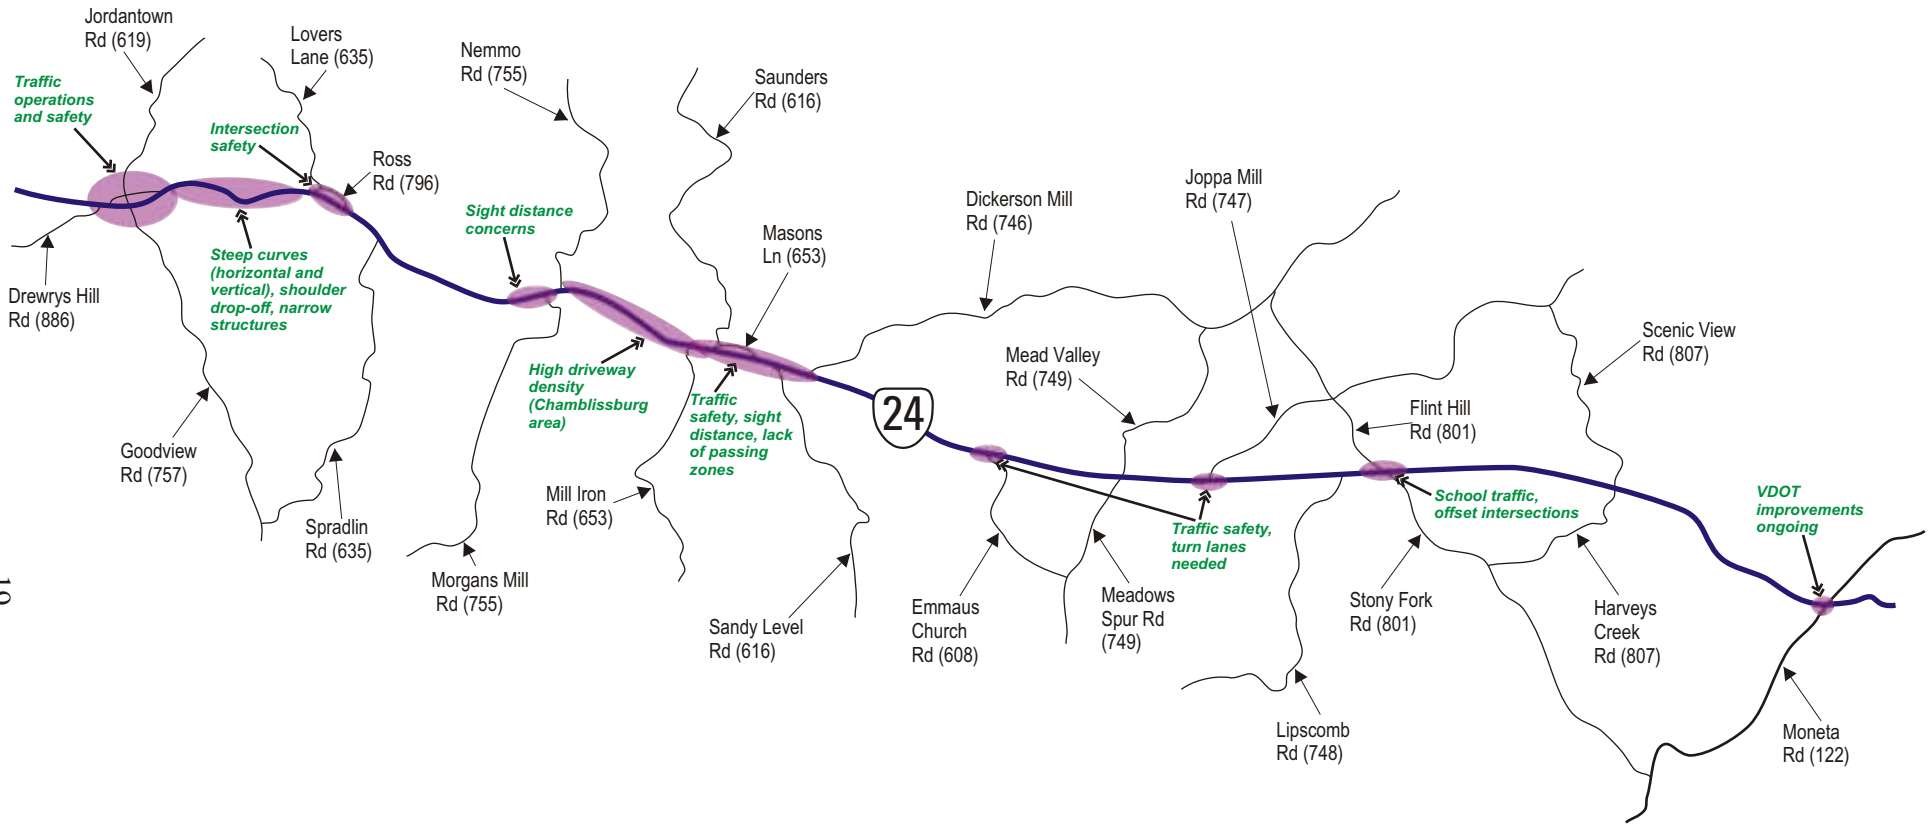 Jordantown
Rd (619)
Lovers
Lane (635)
Nemmo
Rd (755)
Saunders
Rd (616)
Traffic
operations
and safety
Intersection
safety
Ross
Rd (796)
Joppa Mill
Rd (747)
Dickerson Mill
Rd (746)
Sight distance
concerns
Masons
Ln (653)
Steep curves
(horizontal and
vertical), shoulder
drop-off, narrow
structures
Drewrys Hill
Rd (886)
Scenic View
Rd (807)
Mead Valley
Rd (749)
High driveway
density
(Chamblissburg
area)
Traffic
safety, sight
distance, lack
of passing
zones
24
Flint Hill
Rd (801)
Goodview
Rd (757)
Mill Iron
Rd (653)
School traffic,
offset intersections
VDOT
improvements
ongoing
Spradlin
Rd (635)
Traffic safety,
turn lanes
needed
Morgans Mill
Rd (755)
19
Sandy Level
Rd (616)
Emmaus
Church
Rd (608)
Meadows
Spur Rd
(749)
Stony Fork
Rd (801)
Harveys
Creek
Rd (807)
Lipscomb
Rd (748)
Moneta
Rd (122)